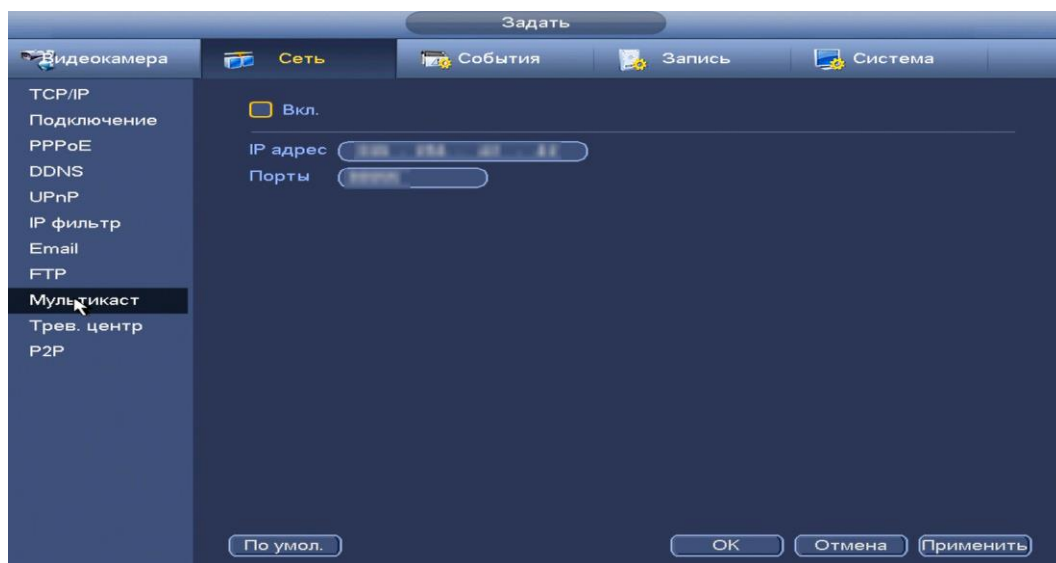 Задать
Видеокамера Сеть События Запись Система
TCP/IP
Подключение
PPPoE
DDNS
UPnP
IP фильтр
Email
FTP
Мультикаст
Трев. центр
P2P
Вкл.
IP адрес
Порты
По умол. OK Отмена Применить